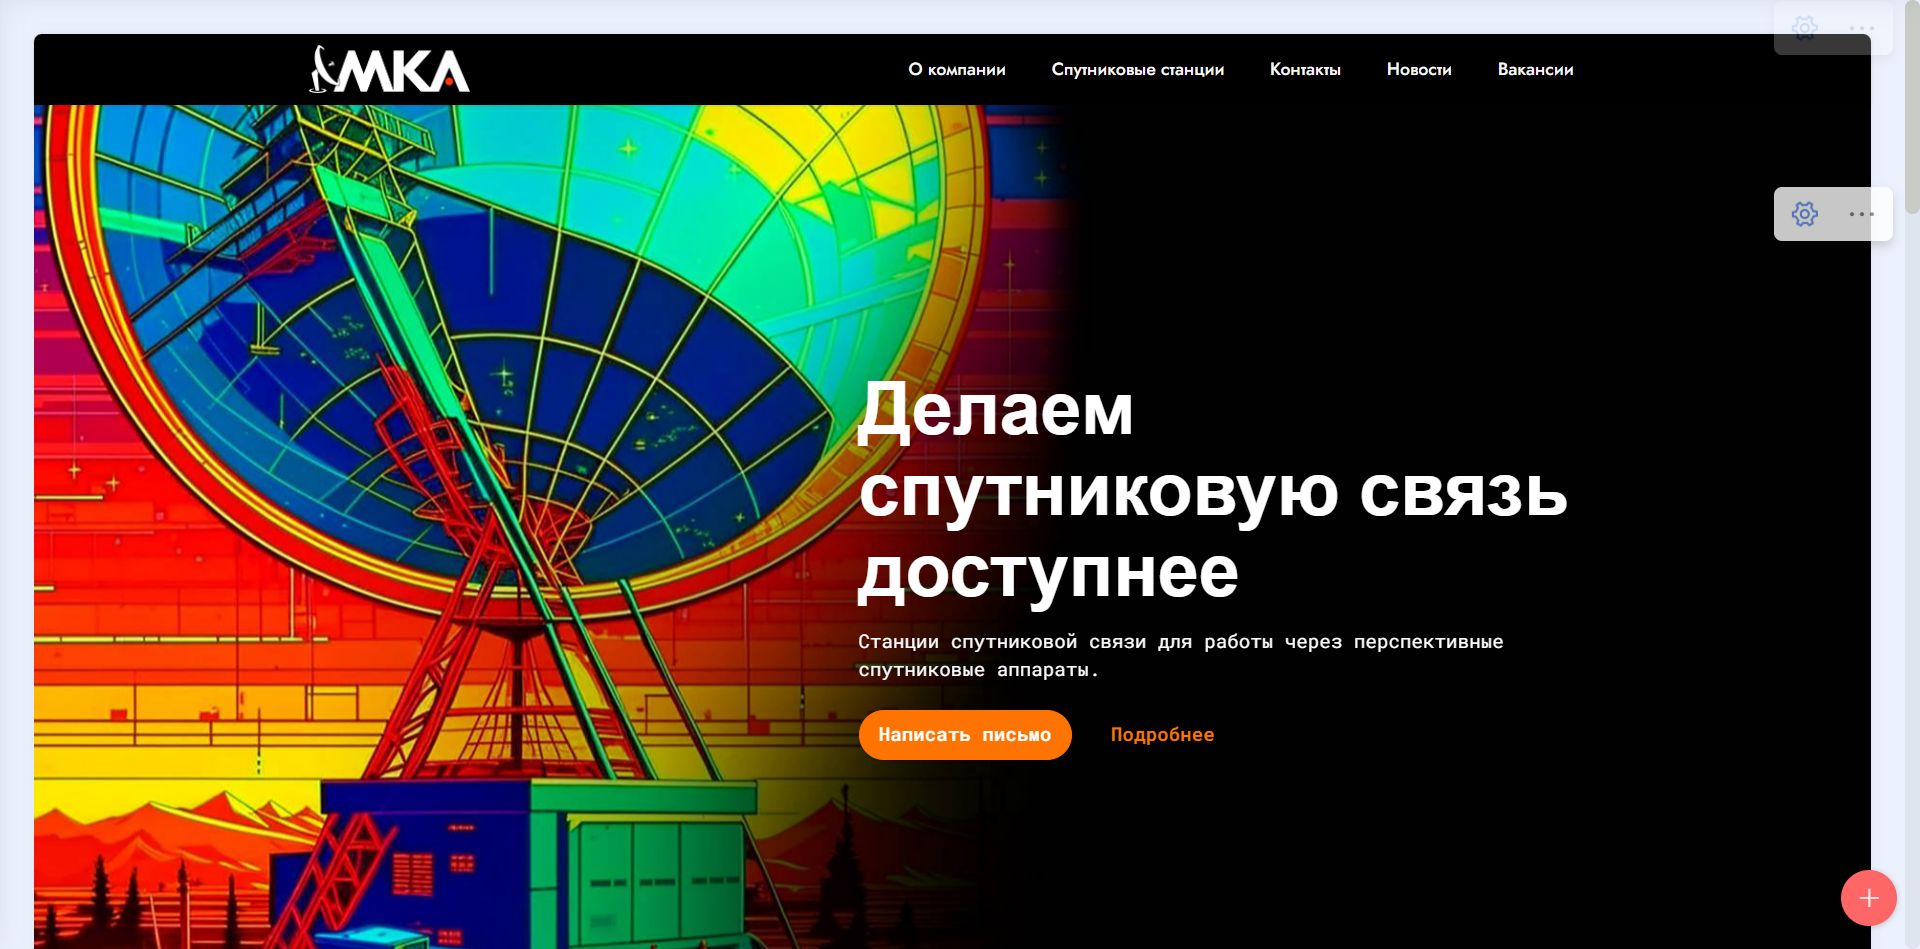 МКА
О компании
Спутниковые станции
Контакты
Новости
Вакансии
Делаем
спутниковую связь
доступнее
Станции спутниковой связи для работы через перспективные
спутниковые аппараты.
Написать письмо
Подробнее